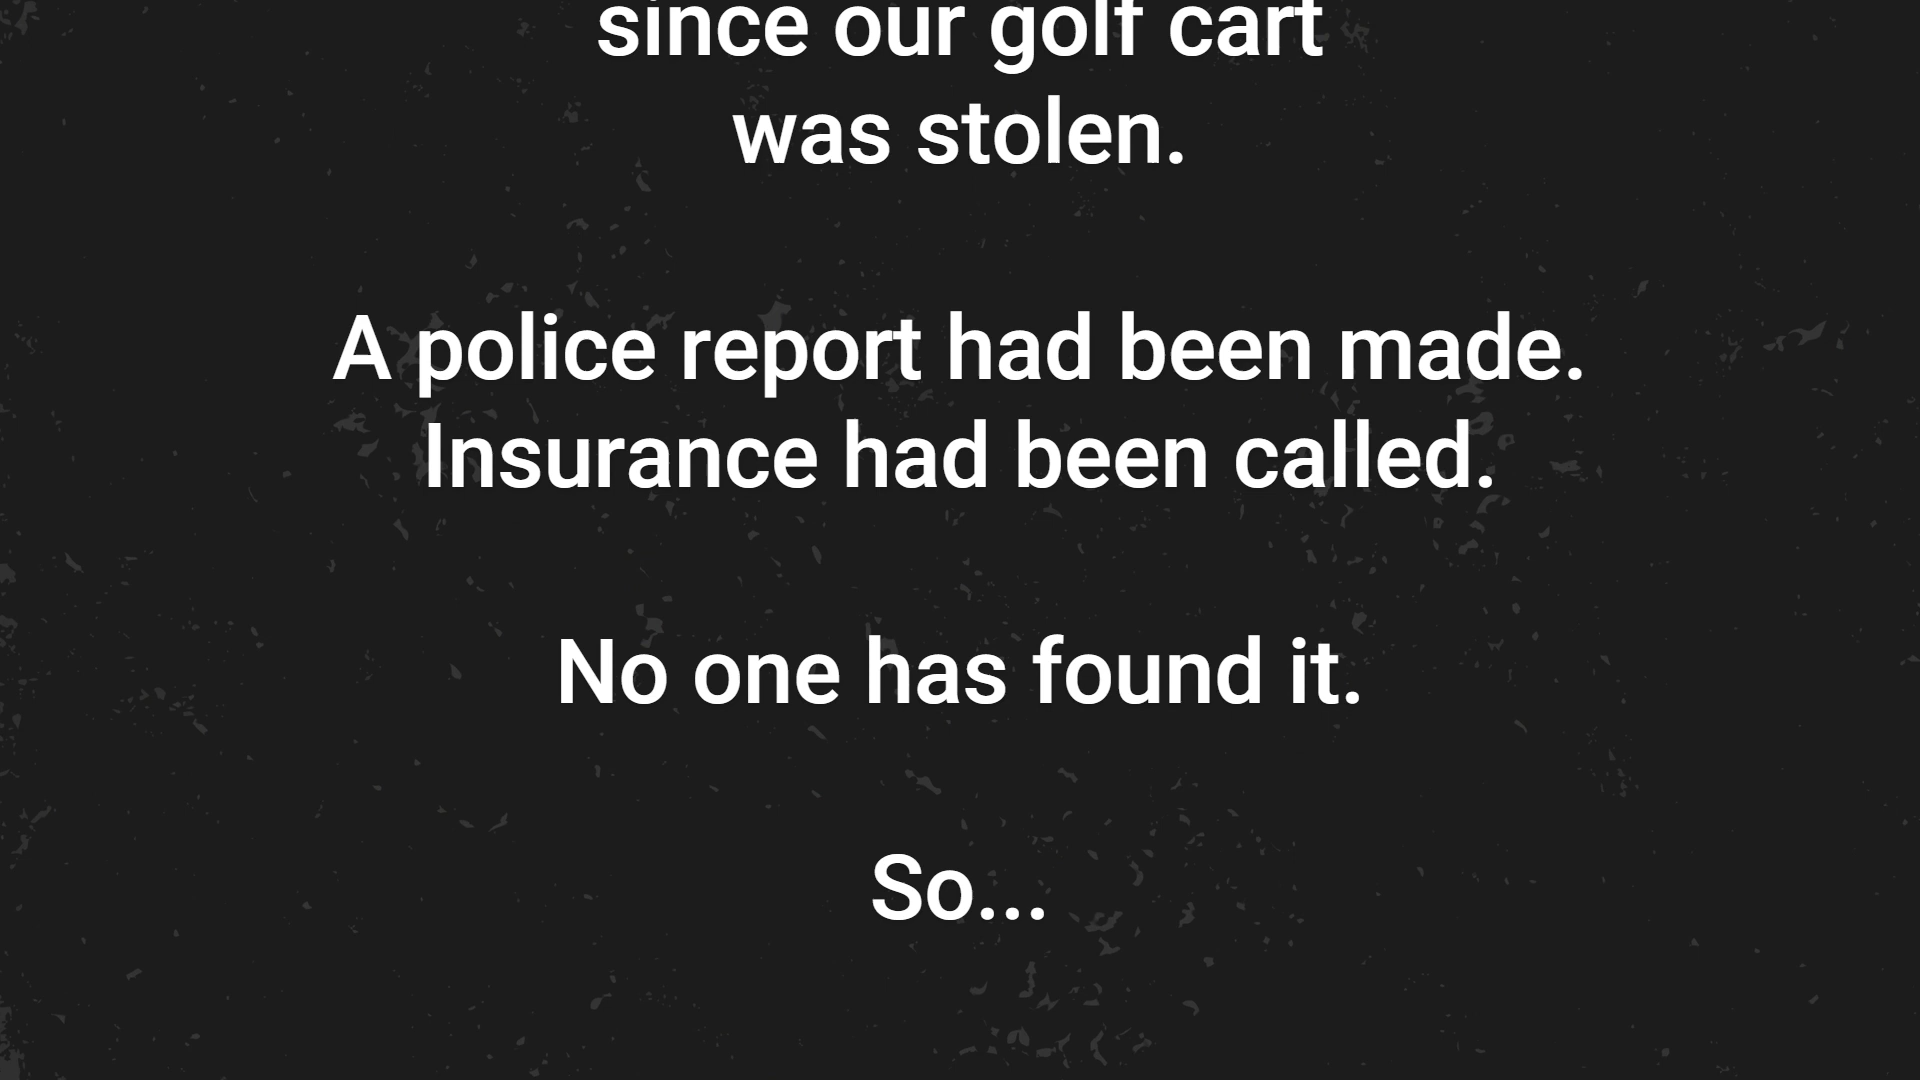 since our golf cart
was stolen.
A police report had been made.
Insurance had been called.
No one has found it.
So...